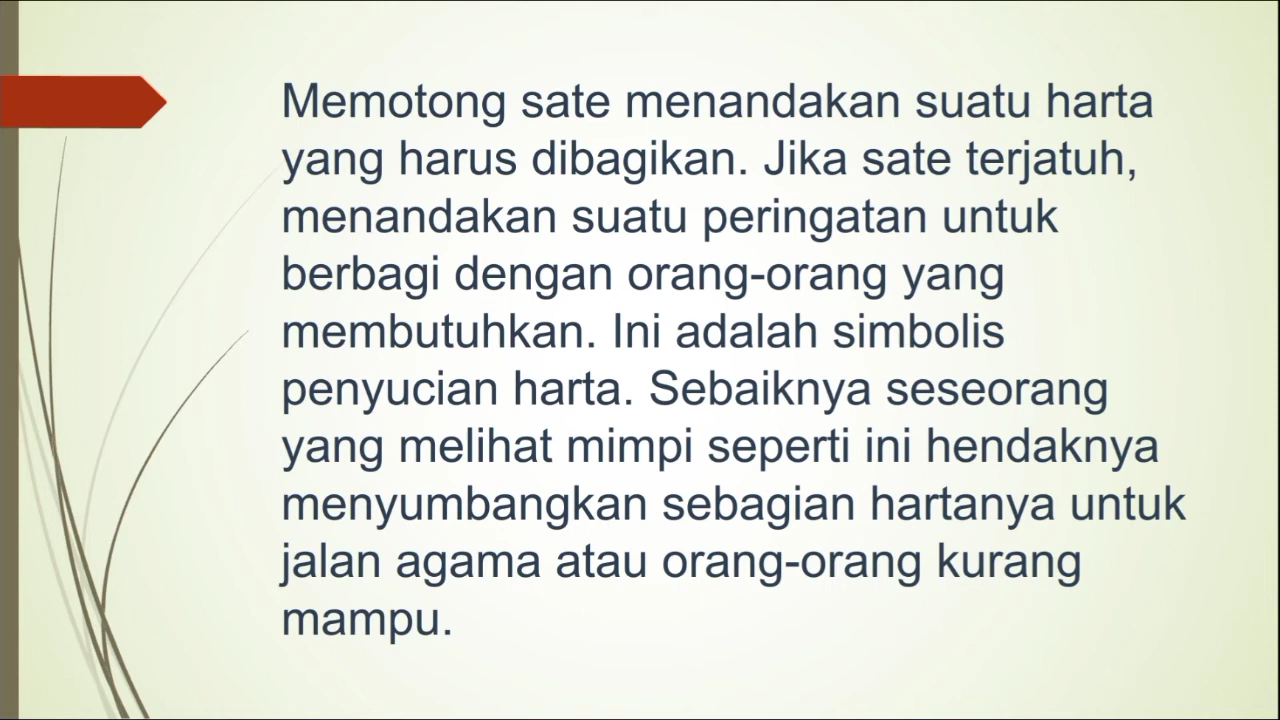 Memotong sate menandakan suatu harta
yang harus dibagikan. Jika sate terjatuh,
menandakan suatu peringatan untuk
berbagi dengan orang-orang yang
membutuhkan. Ini adalah simbolis
penyucian harta. Sebaiknya seseorang
yang melihat mimpi seperti ini hendaknya
menyumbangkan sebagian hartanya untuk
jalan agama atau orang-orang kurang
mampu.